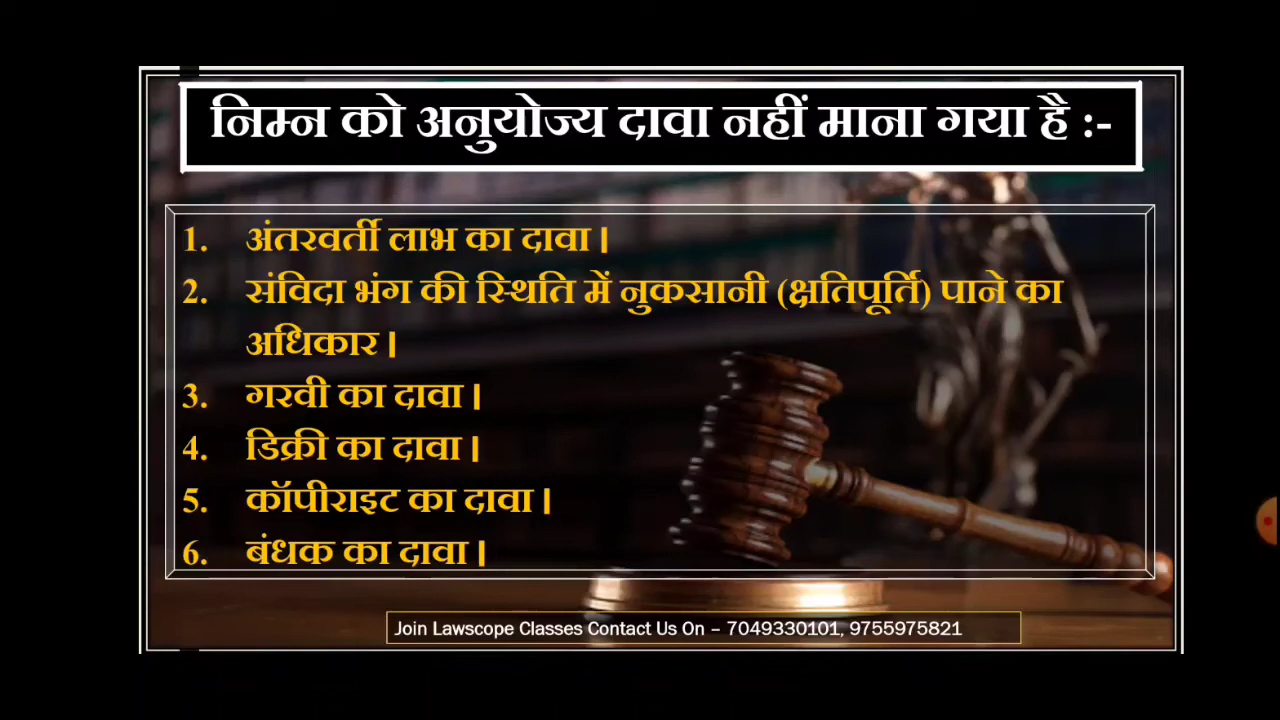 निम्न को अनुयोज्य दावा नहीं माना गया है :-
1. अंतरवर्ती लाभ का दावा ।
2. संविदा भंग की स्थिति में नुकसानी (क्षतिपूर्ति) पाने का
अधिकार ।
3. गरवी का दावा ।
4. डिक्री का दावा ।
5. कॉपीराइट का दावा ।
6. बंधक का दावा ।
Join Lawscope Classes Contact Us On – 7049330101, 9755975821